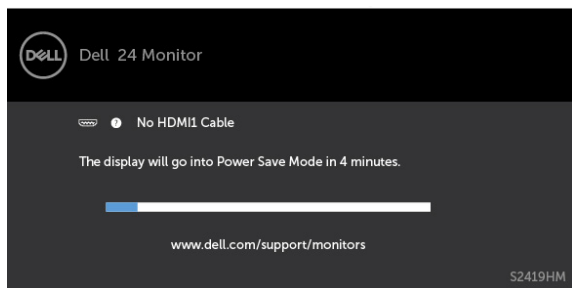 DELL
Dell 24 Monitor
? No HDMI1 Cable
The display will go into Power Save Mode in 4 minutes.
www.dell.com/support/monitors
S2419HM